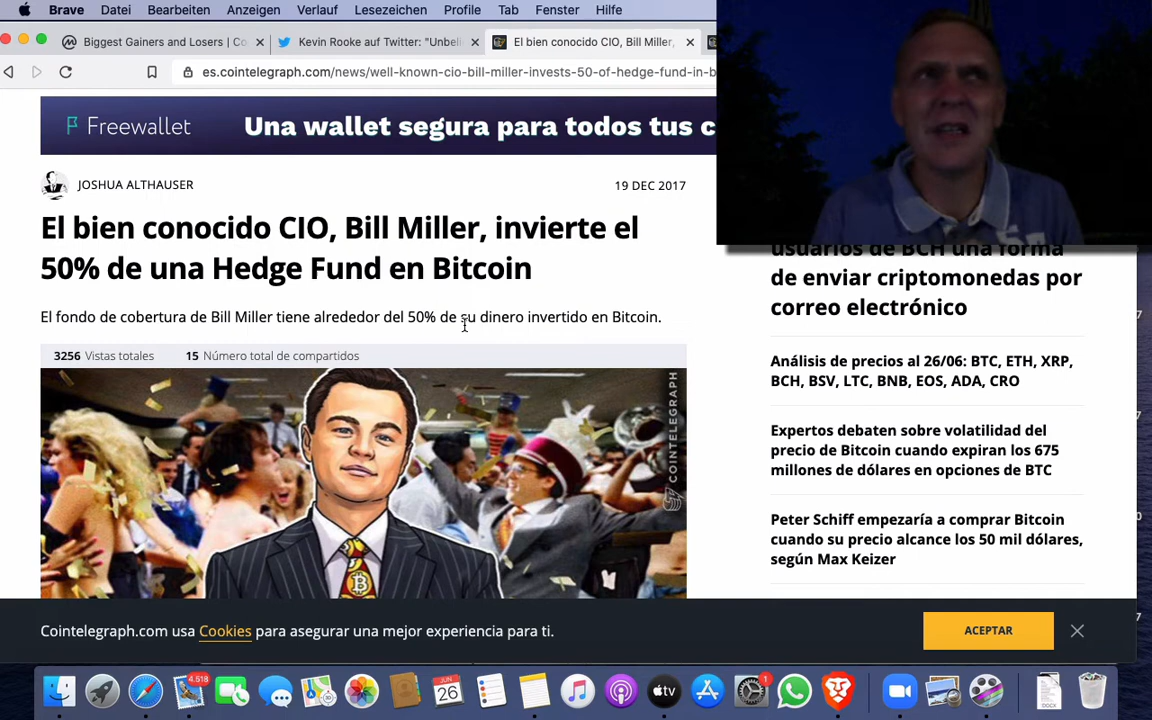 Brave Datei Bearbeiten Anzeigen Verlauf Lesezeichen Profile Tab Fenster Hilfe
Biggest Gainers and Losers | Co
Kevin Rooke auf Twitter: "Unbeli
El bien conocido CIO, Bill Miller,
es.cointelegraph.com/news/well-known-cio-bill-miller-invests-50-of-hedge-fund-in-b
Freewallet
Una wallet segura para todos tus c
JOSHUA ALTHAUSER
19 DEC 2017
El bien conocido CIO, Bill Miller, invierte el
50% de una Hedge Fund en Bitcoin
El fondo de cobertura de Bill Miller tiene alrededor del 50% de su dinero invertido en Bitcoin.
3256 Vistas totales
15 Número total de compartidos
COINTELEGRAPH
usuarios de BCH una forma
de enviar criptomonedas por
correo electrónico
Análisis de precios al 26/06: BTC, ETH, XRP,
BCH, BSV, LTC, BNB, EOS, ADA, CRO
Expertos debaten sobre volatilidad del
precio de Bitcoin cuando expiran los 675
millones de dólares en opciones de BTC
Peter Schiff empezaría a comprar Bitcoin
cuando su precio alcance los 50 mil dólares,
según Max Keizer
Cointelegraph.com usa Cookies para asegurar una mejor experiencia para ti.
ACEPTAR
4.518
JUN
26
tv
1
DOCX